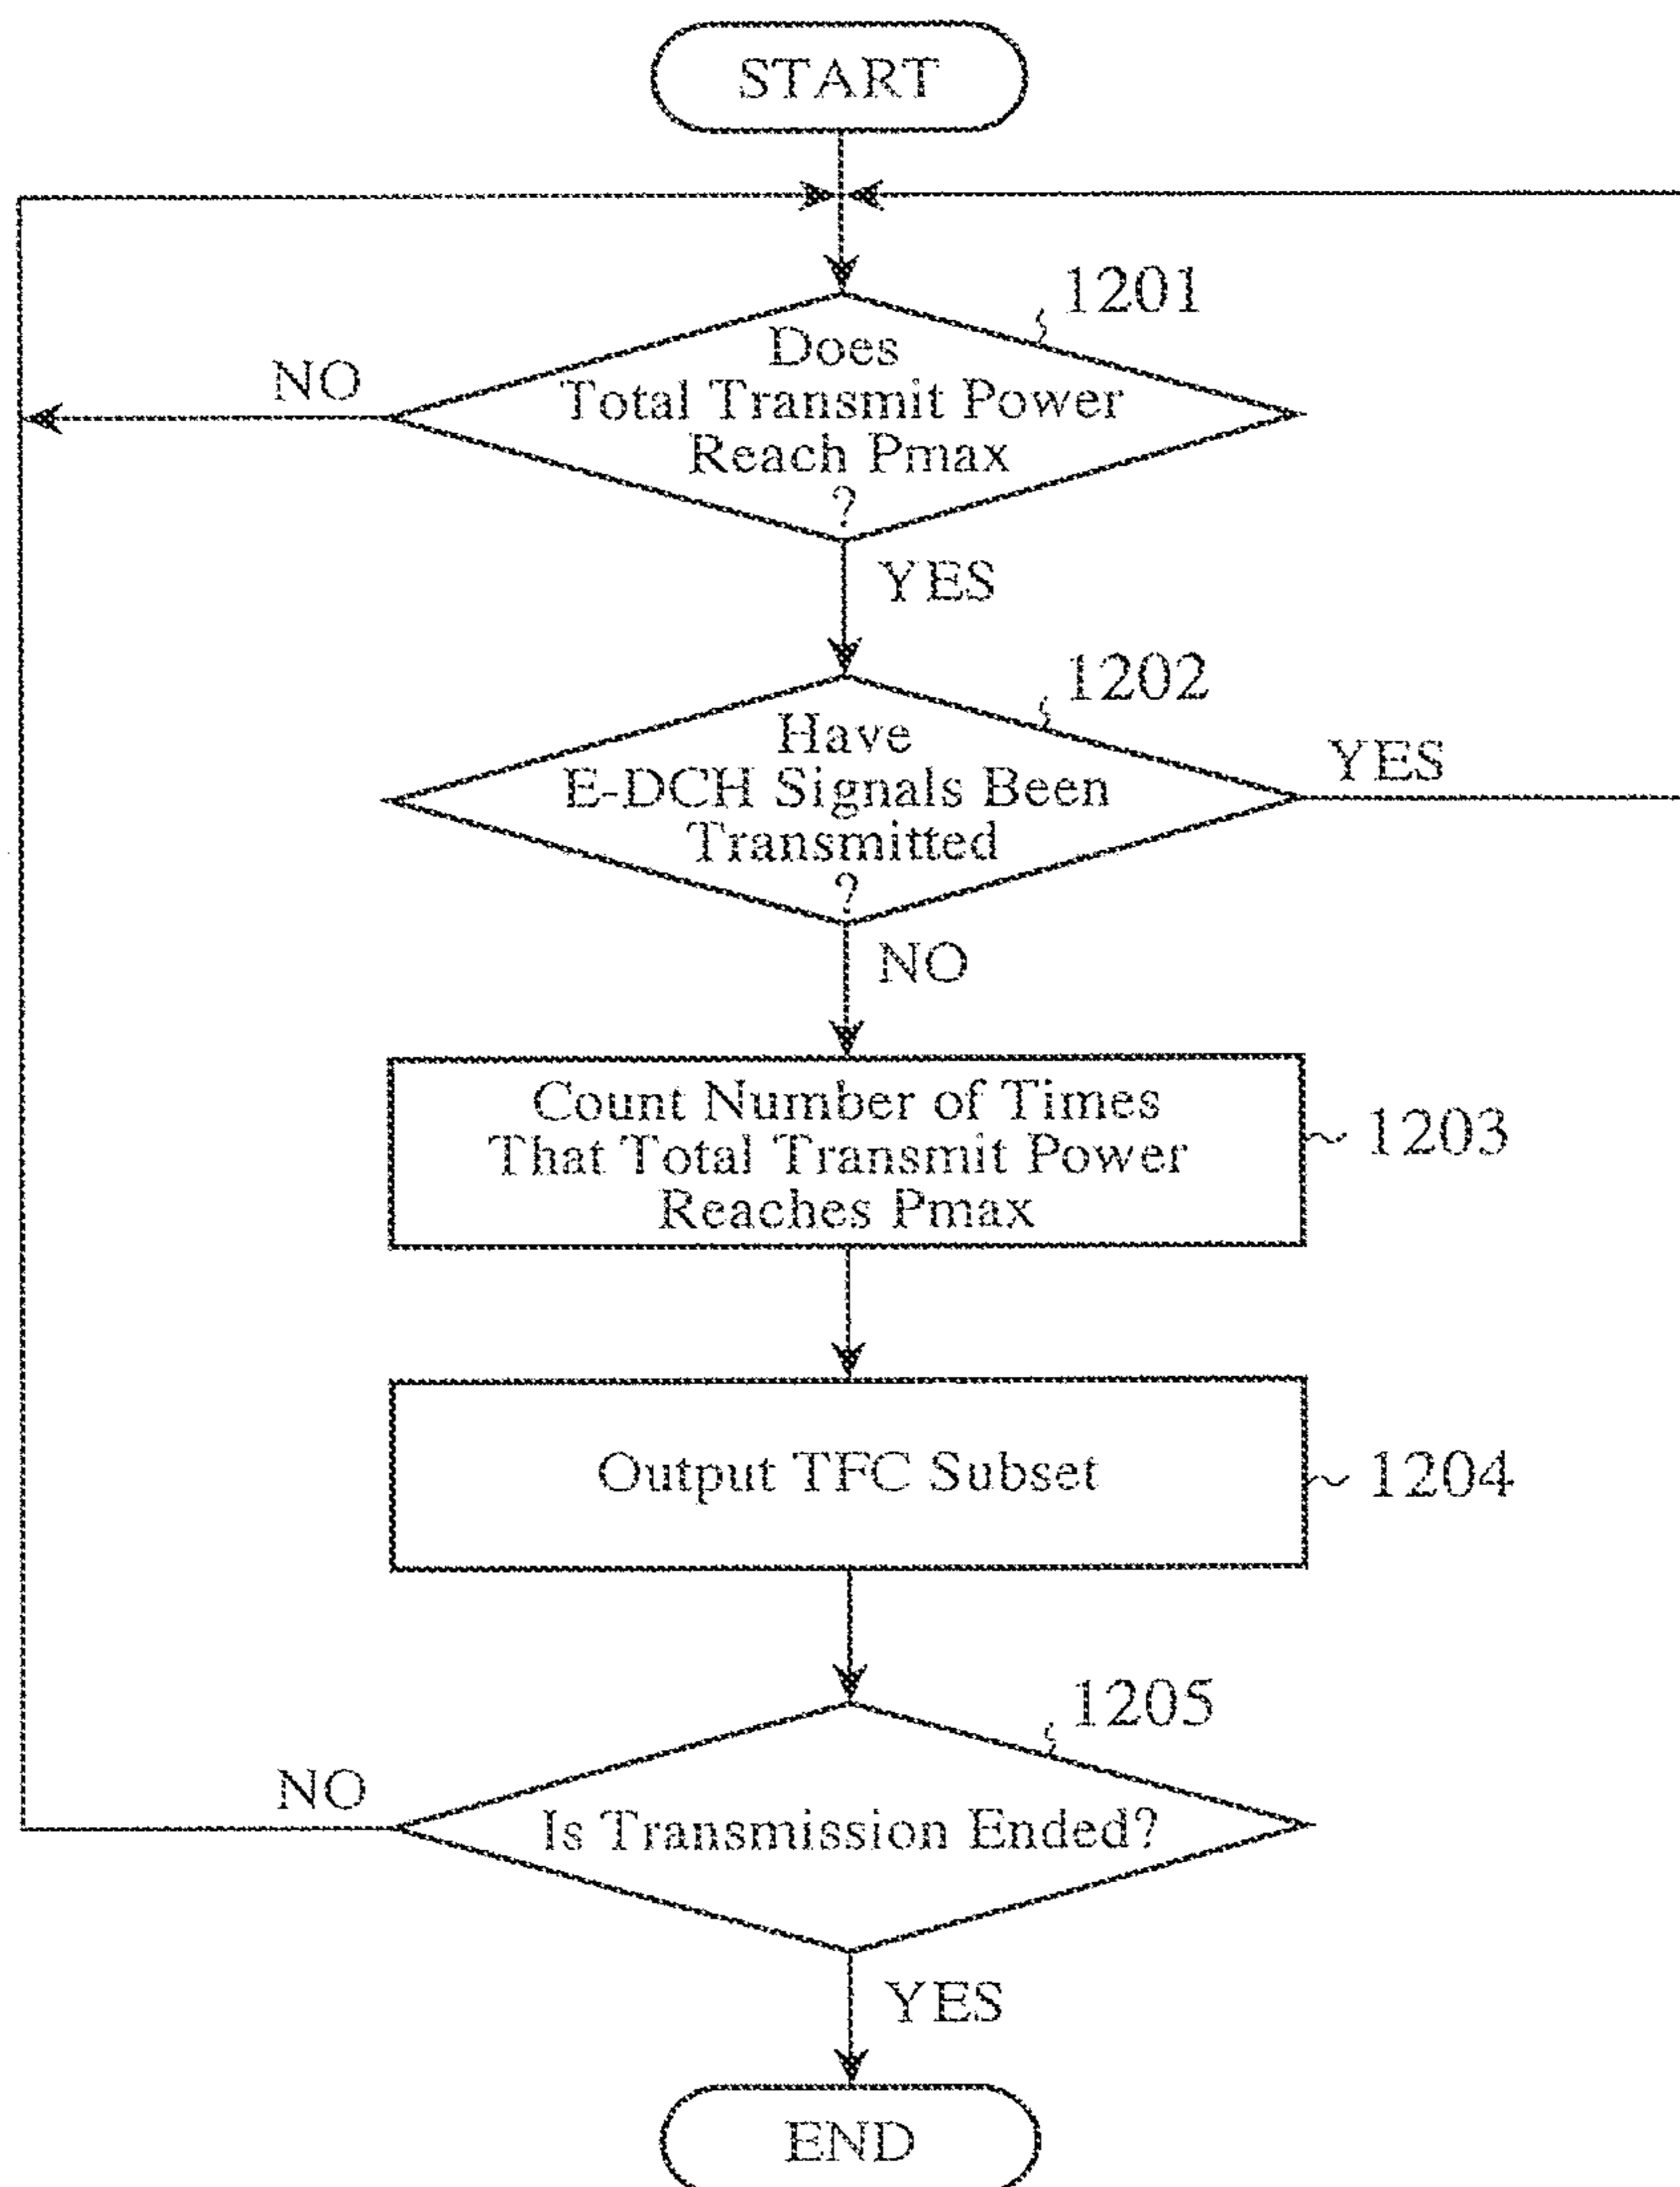 START
1201
Does
Total Transmit Power
Reach Pmax
?
NO
YES
1202
Have
E-DCH Signals Been
Transmitted
?
YES
NO
Count Number of Times
That Total Transmit Power
Reaches Pmax
1203
Output TFC Subset
1204
1205
Is Transmission Ended?
NO
YES
END